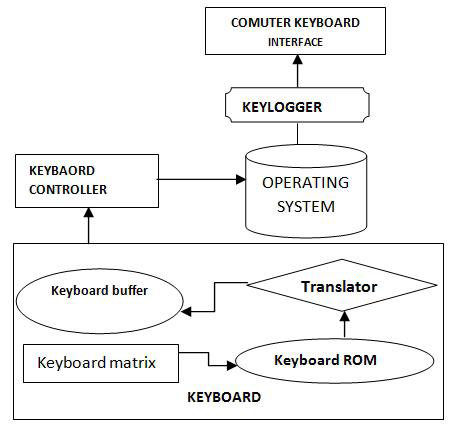 COMUTER KEYBOARD
INTERFACE
KEYLOGGER
KEYBAORD
CONTROLLER
OPERATING
SYSTEM
Keyboard buffer
Translator
Keyboard matrix
Keyboard ROM
KEYBOARD